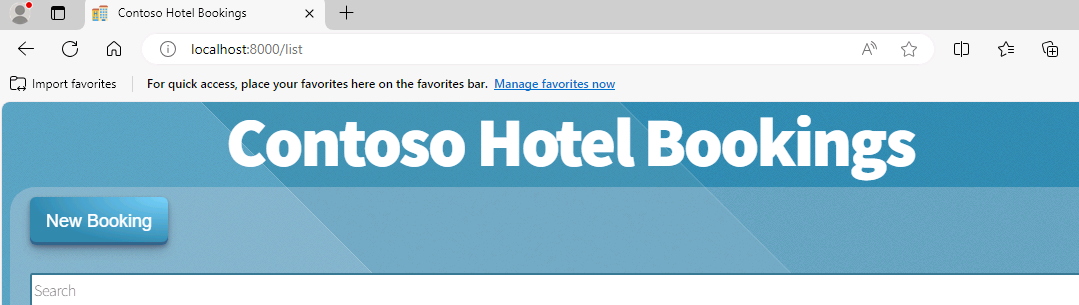 Contoso Hotel Bookings
localhost:8000/list
Import favorites For quick access, place your favorites here on the favorites bar. Manage favorites now
Contoso Hotel Bookings
New Booking
Search